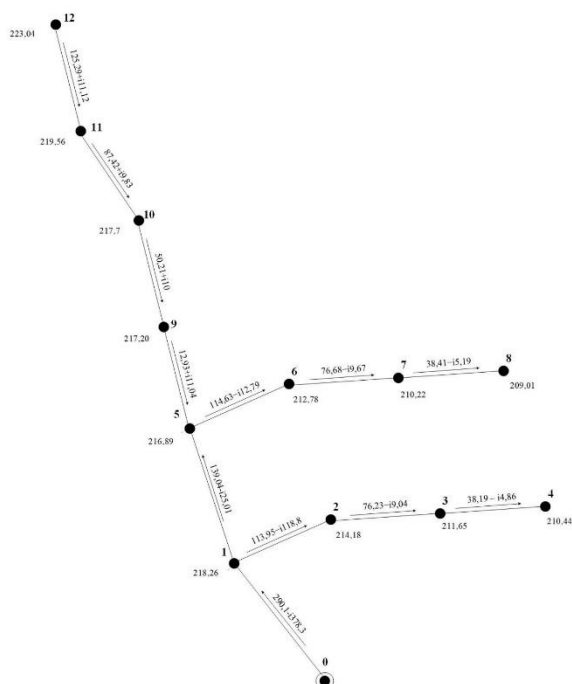 12
223,04
125,29+i11,12
11
219,56
87,42+i9,83
10
217,7
50,21+i10
9
217,20
12,93+i11,04
6
76,68−i9,67
7
38,41−i5,19
8
5
114,63−i12,79
212,78
210,22
209,01
216,89
139,04-i25,01
2
76,23−i9,04
3
38,19 − i4,86
4
1
113,95−i118,8
214,18
211,65
210,44
218,26
290,1-i378,3
0